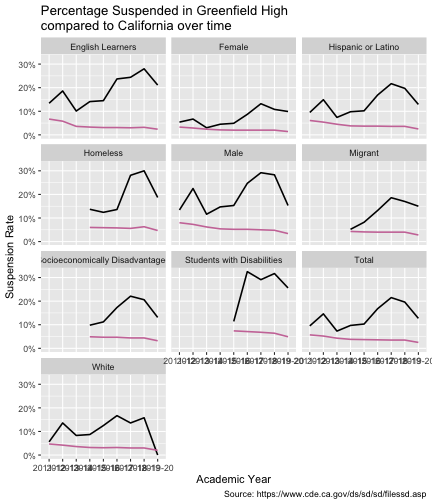 Percentage Suspended in Greenfield High
compared to California over time
English Learners Female Hispanic or Latino
30%
20%
10%
0%
Homeless Male Migrant
30%
20%
10%
0%
Socioeconomically Disadvantage Students with Disabilities Total
30%
20%
10%
0%
White
30%
20%
10%
0%
Suspension Rate
Academic Year
Source: https://www.cde.ca.gov/ds/sd/sd/filessd.asp